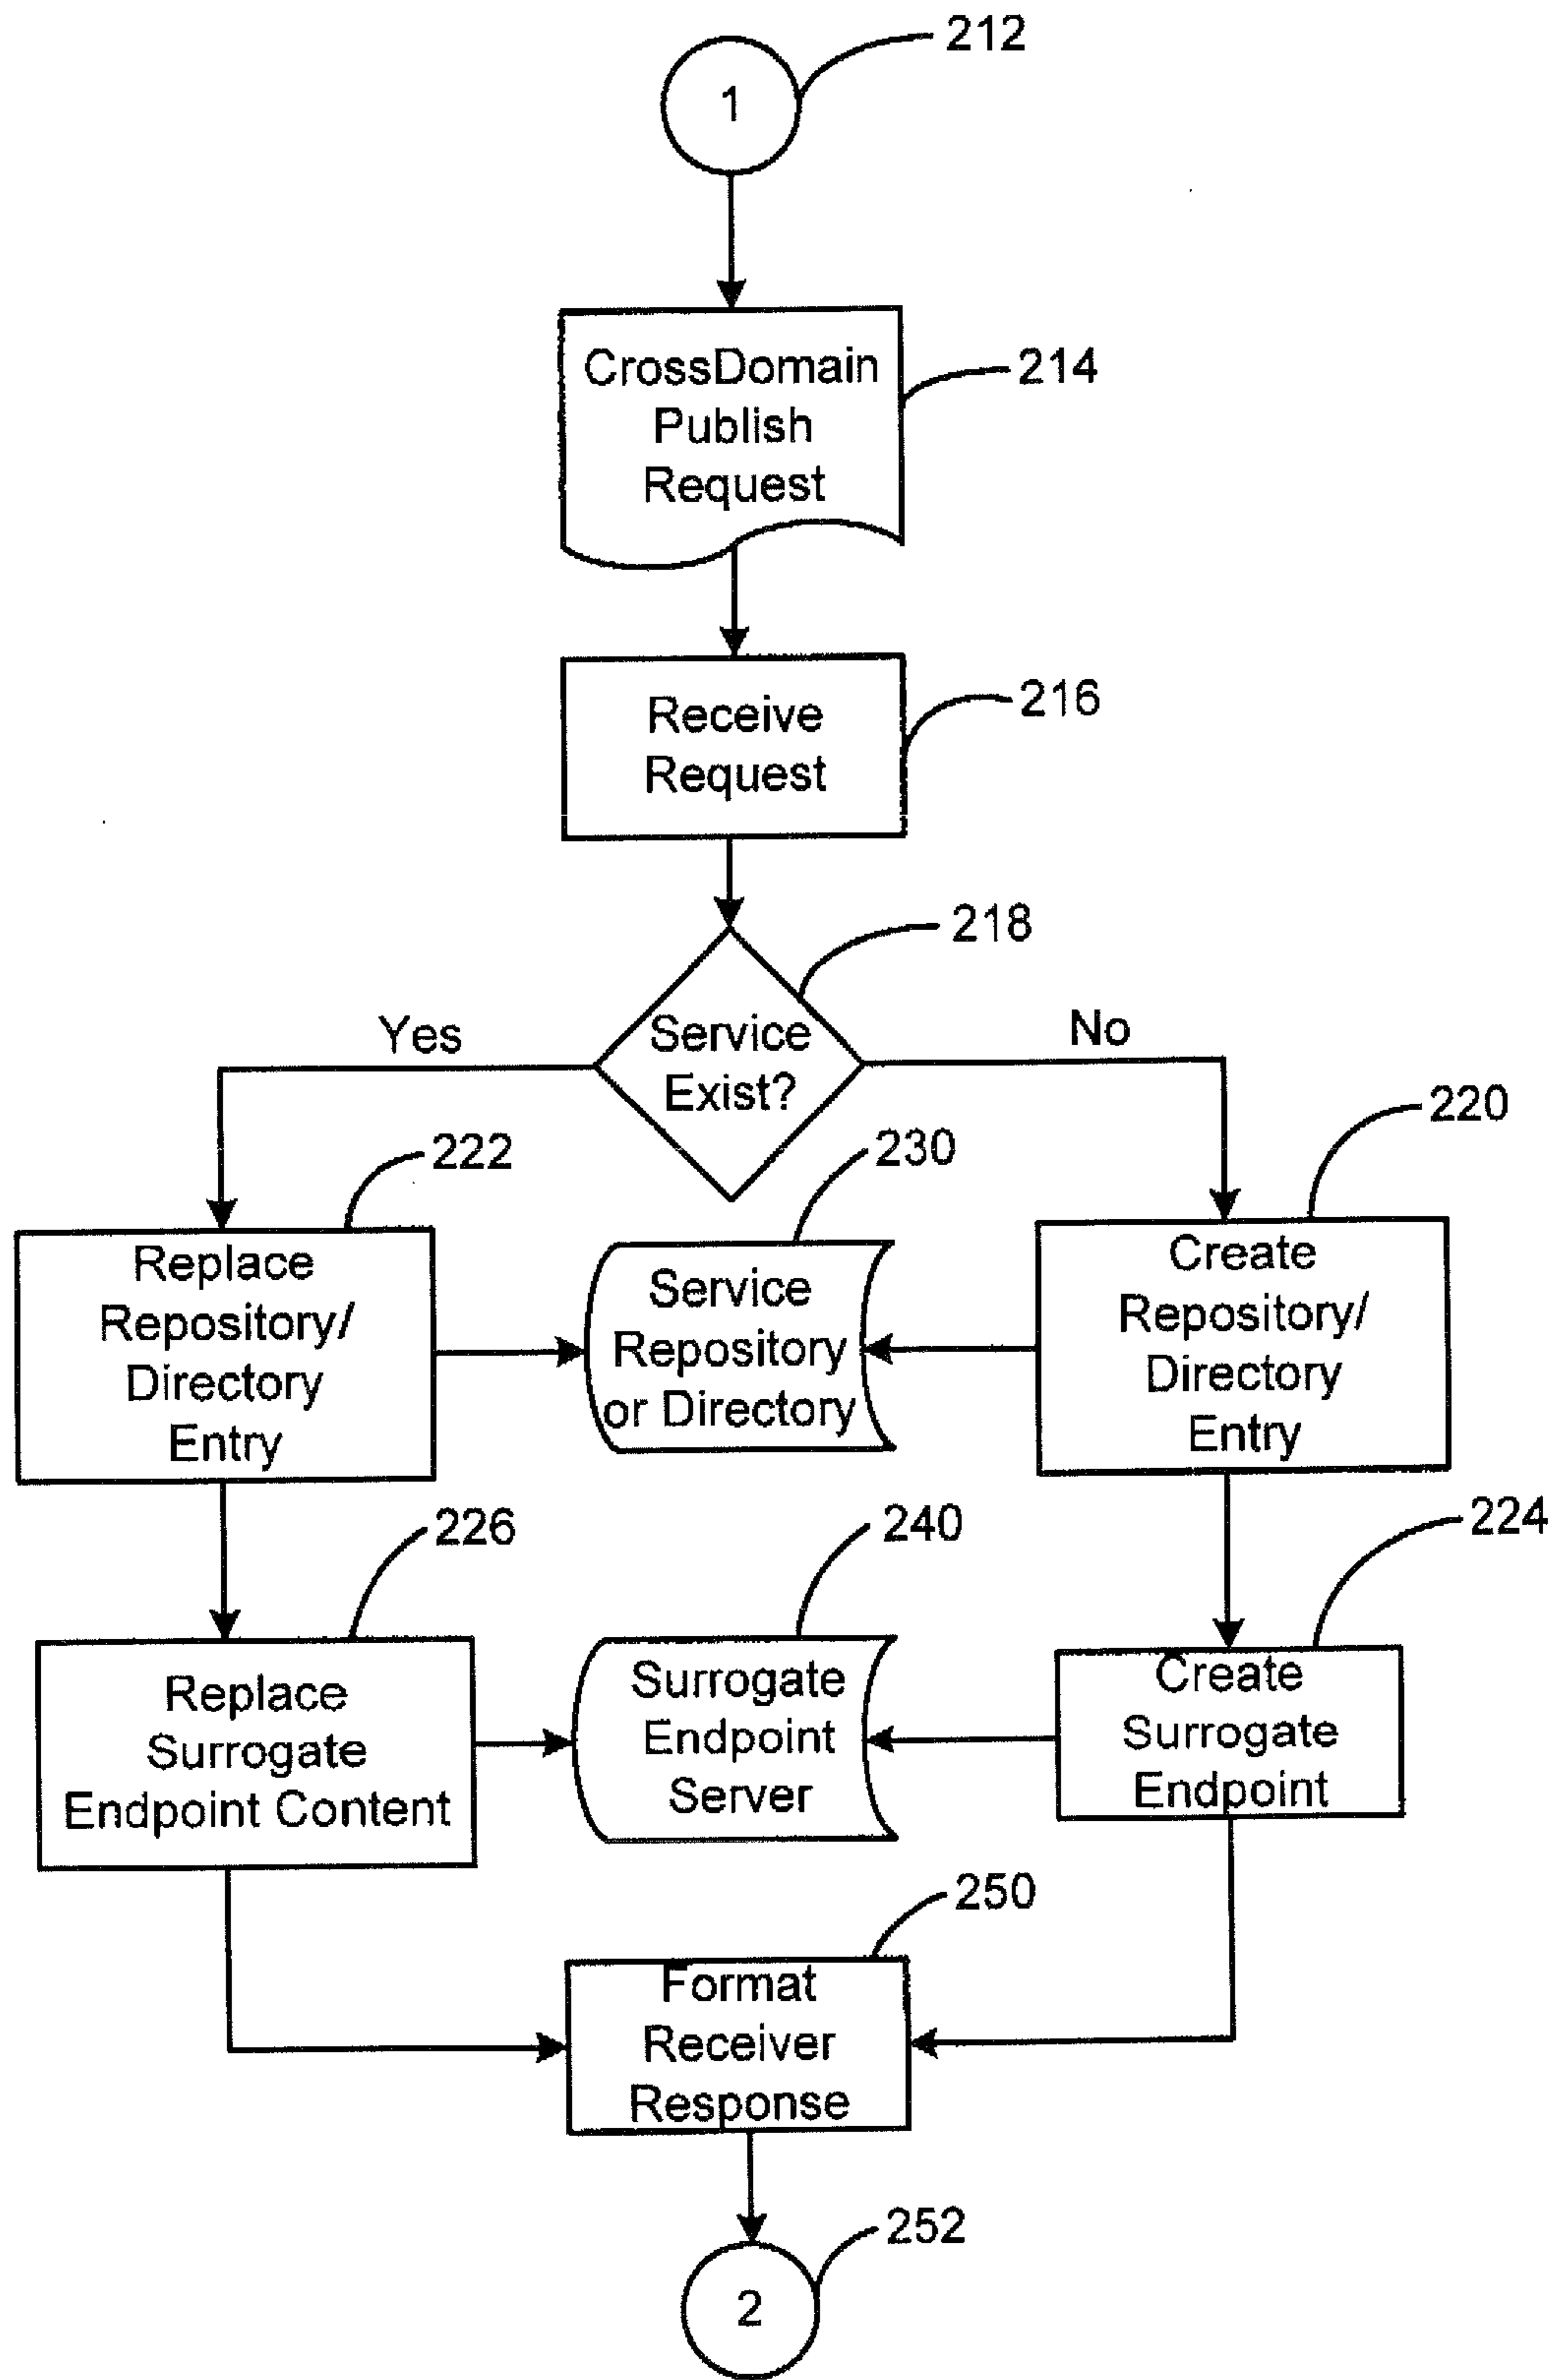 212
1
CrossDomain
Publish
Request
214
Receive
Request
216
218
Service
Exist?
Yes
No
220
222
230
Replace
Repository/
Directory
Entry
Service
Repository
or Directory
Create
Repository/
Directory
Entry
226
240
224
Replace
Surrogate
Endpoint Content
Surrogate
Endpoint
Server
Create
Surrogate
Endpoint
250
Format
Receiver
Response
252
2